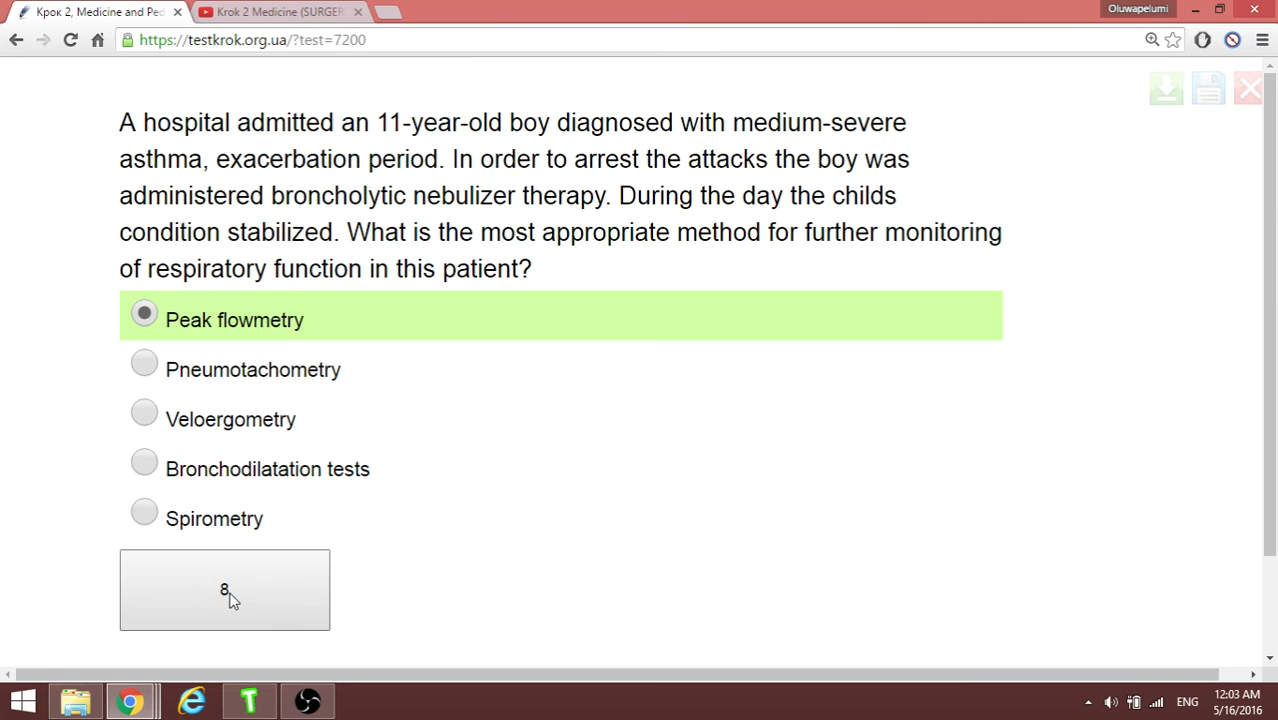 Крок 2, Medicine and Ped
Krok 2 Medicine (SURGER
Oluwapelumi
https://testkrok.org.ua/?test=7200
A hospital admitted an 11-year-old boy diagnosed with medium-severe
asthma, exacerbation period. In order to arrest the attacks the boy was
administered broncholytic nebulizer therapy. During the day the childs
condition stabilized. What is the most appropriate method for further monitoring
of respiratory function in this patient?
Peak flowmetry
Pneumotachometry
Veloergometry
Bronchodilatation tests
Spirometry
8
ENG
12:03 AM
5/16/2016